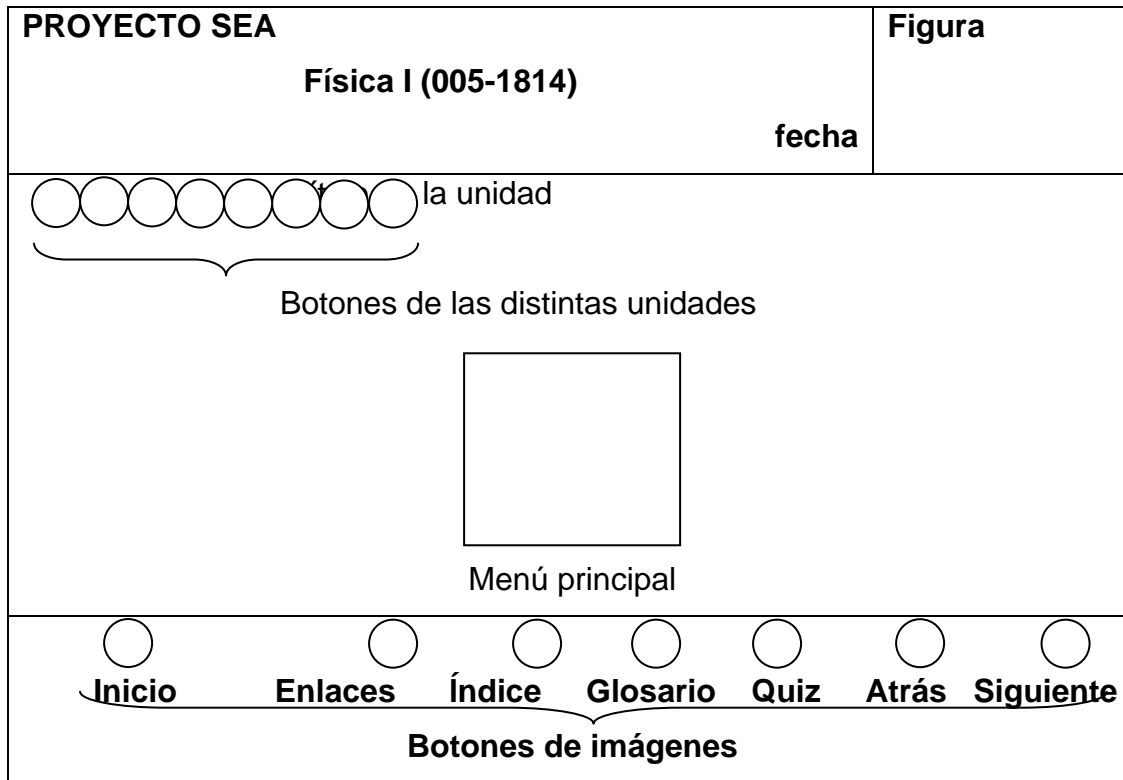 PROYECTO SEA
Figura
Física I (005-1814)
fecha
la unidad
Botones de las distintas unidades
Menú principal
Inicio Enlaces Índice Glosario Quiz Atrás Siguiente
Botones de imágenes